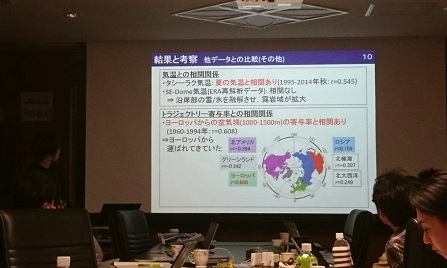 結果と考察 他データとの比較(その他) 10
気温との相関関係
・タシーラク気温: 夏の気温と相関あり(1995-2014年秋: r=0.545)
・SE-Dome気温(ERA再解析データ): 相関なし
⇒ 沿岸部の雪/氷を融解させ、露岩域が拡大
トラジェクトリー寄与率との相関関係
・ヨーロッパからの空気塊(1000-1500m)の寄与率と相関あり
(1960-1994年: r=0.608)
⇒ヨーロッパから
運ばれてきていた
北アメリカ
r=-0.384
グリーンランド
r=-0.342
ヨーロッパ
r=0.608
ロシア
r=0.159
北極海
r=-0.307
北大西洋
r=0.249